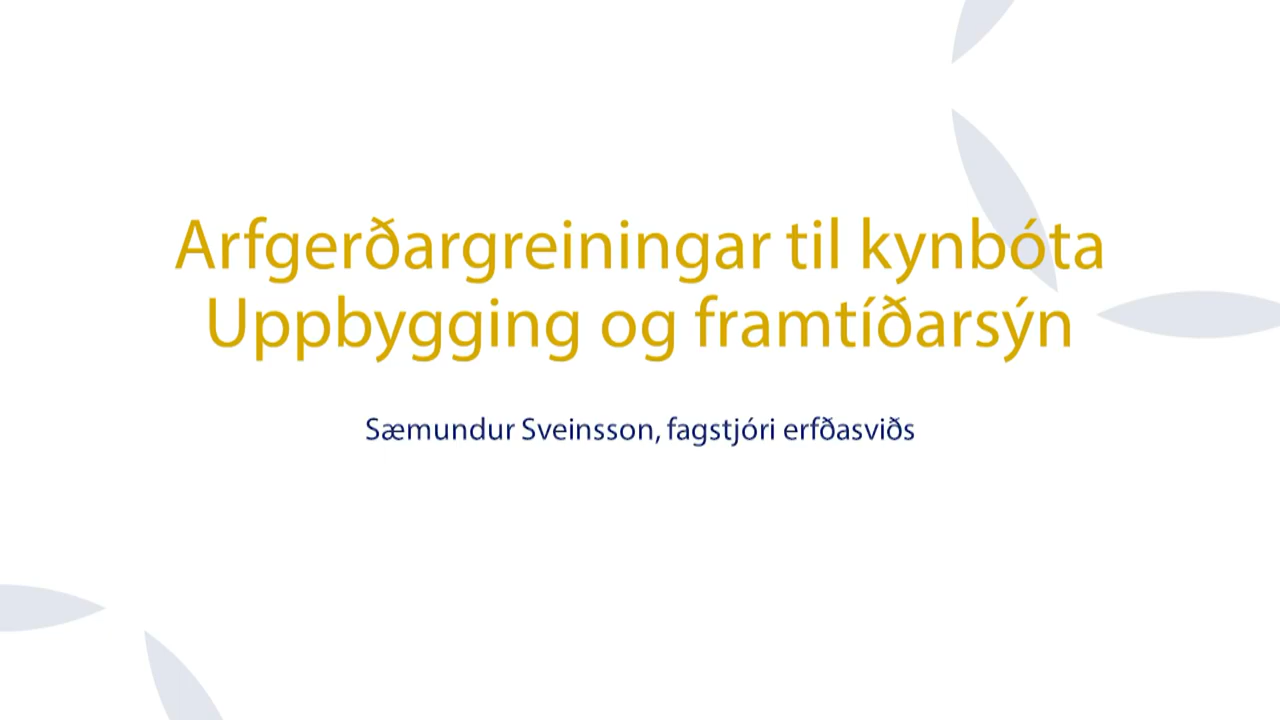 Arfgerðargreiningar til kynbóta
Uppbygging og framtíðarsýn
Sæmundur Sveinsson, fagstjóri erfðasviðs